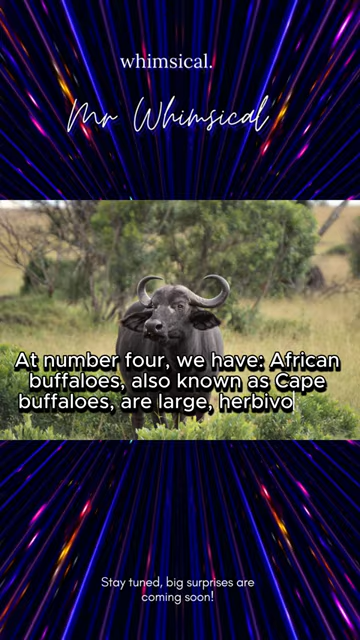 whimsical.
Mr Whimsical
At number four, we have: African
buffaloes, also known as Cape
buffaloes, are large, herbivo
Stay tuned, big surprises are
coming soon!